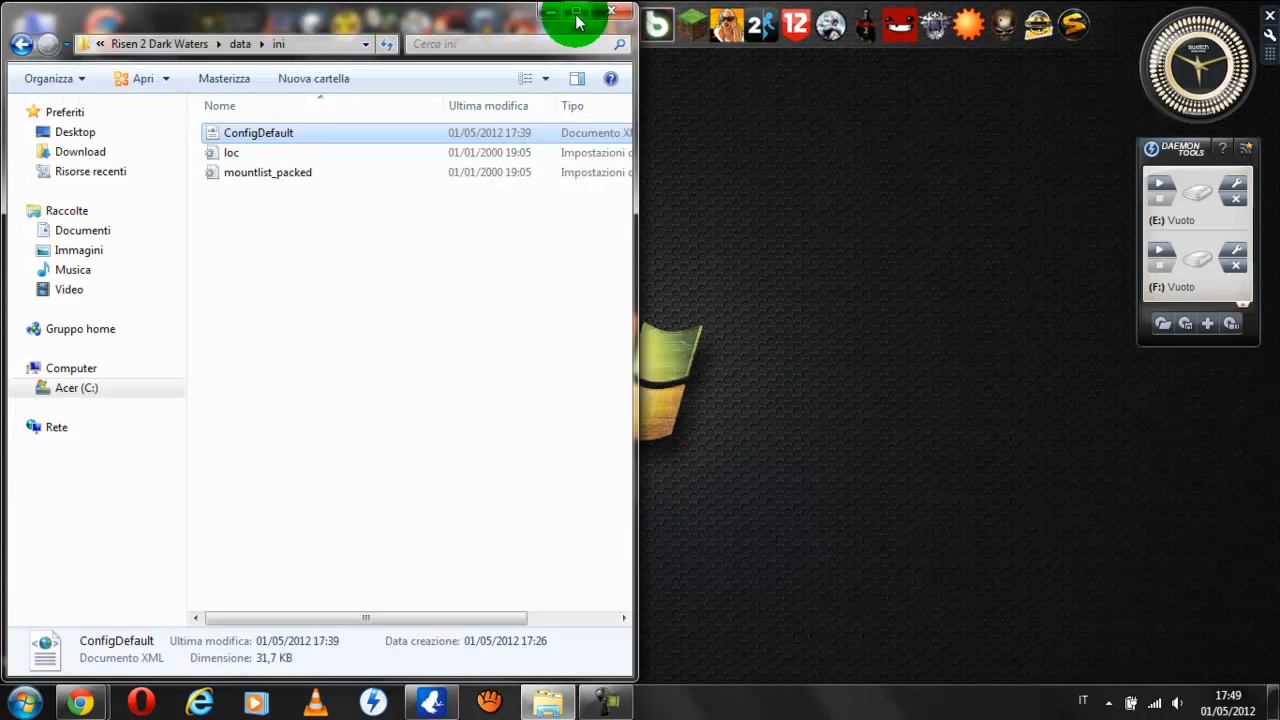 Risen 2 Dark Waters
data
ini
Cerca ini
Organizza
Apri
Masterizza
Nuova cartella
Preferiti
Desktop
Download
Risorse recenti
Raccolte
Documenti
Immagini
Musica
Video
Gruppo home
Computer
Acer (C:)
Rete
Nome
Ultima modifica
Tipo
ConfigDefault
01/05/2012 17:39
Documento X
loc
01/01/2000 19:05
Impostazioni c
mountlist_packed
01/01/2000 19:05
Impostazioni c
ConfigDefault
Ultima modifica: 01/05/2012 17:39
Data creazione: 01/05/2012 17:26
Documento XML
Dimensione: 31,7 KB
2
12
S
swatch
DAEMON
TOOLS
(E:) Vuoto
(F:) Vuoto
IT
17:49
01/05/2012